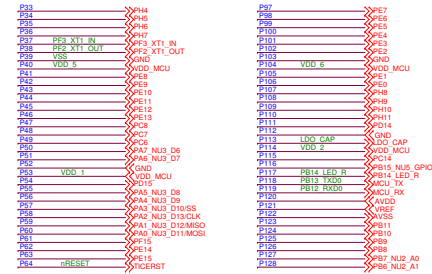 P33 PH4
P34 PH5
P35 PH6
P36 PH7
P37 PF3_XT1_IN PF3_XT1_IN
P38 PF2_XT1_OUT PF2_XT1_OUT
P39 VSS GND
P40 VDD_5 VDD_MCU
P41 PE8
P42 PE9
P43 PE10
P44 PE11
P45 PE12
P46 PE13
P47 PC8
P48 PC7
P49 PC6
P50 PA7_NU3_D6
P51 PA6_NU3_D7
P52 GND
P53 VDD_1 VDD_MCU
P54 PD15
P55 PA5_NU3_D8
P56 PA4_NU3_D9
P57 PA3_NU3_D10/SS
P58 PA2_NU3_D13/CLK
P59 PA1_NU3_D12/MISO
P60 PA0_NU3_D11/MOSI
P61 PF15
P62 PE14
P63 PE15
P64 nRESET TICERST
P97 PE7
P98 PE6
P99 PE5
P100 PE4
P101 PE3
P102 PE2
P103 GND
P104 VDD_6 VDD_MCU
P105 PE1
P106 PE0
P107 PH8
P108 PH9
P109 PH10
P110 PH11
P111 PD14
P112 GND
P113 LDO_CAP LDO_CAP
P114 VDD_2 VDD_MCU
P115 PC14
P116 PB15_NU5_GPIO
P117 PB14_LED_R PB14_LED_R
P118 PB13_TXD0 MCU_TX
P119 PB12_RXD0 MCU_RX
P120 AVDD
P121 VREF
P122 AVSS
P123 PB11
P124 PB10
P125 PB9
P126 PB8
P127 PB7_NU2_A0
P128 PB6_NU2_A1